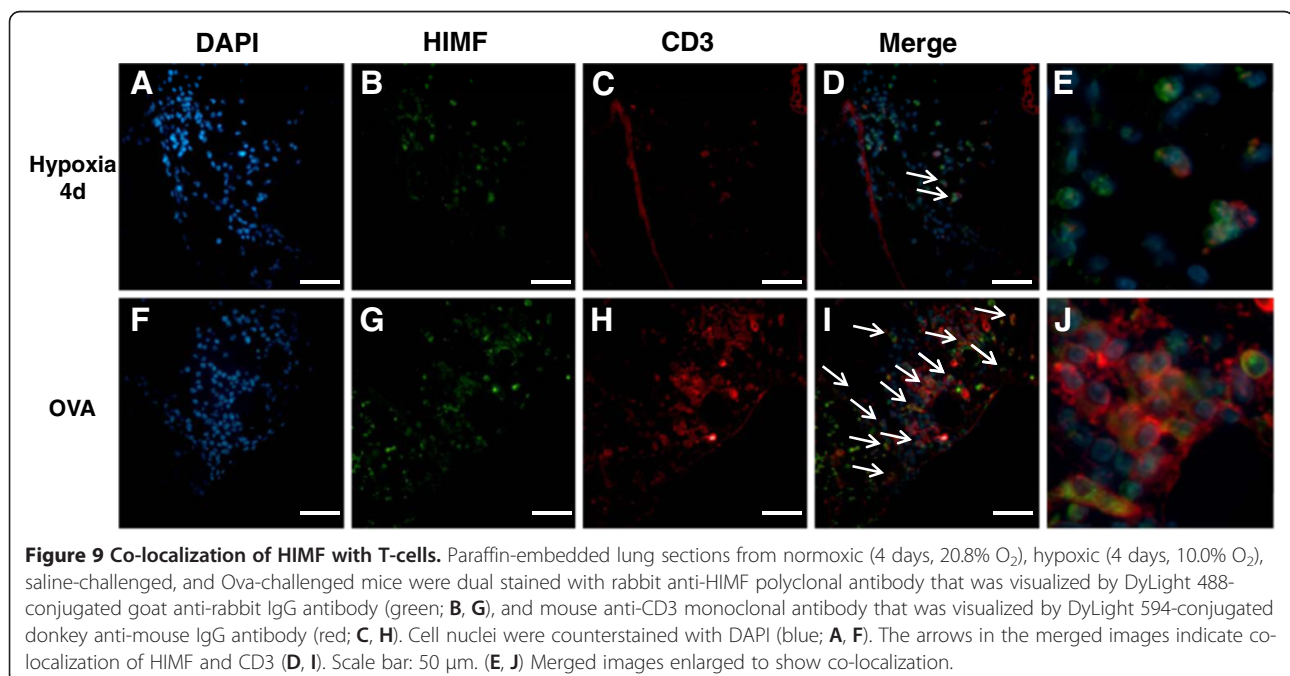 DAPI HIMF CD3 Merge
Hypoxia 4d
A B C D E
OVA
F G H I J
Figure 9 Co-localization of HIMF with T-cells. Paraffin-embedded lung sections from normoxic (4 days, 20.8% O₂), hypoxic (4 days, 10.0% O₂),
saline-challenged, and Ova-challenged mice were dual stained with rabbit anti-HIMF polyclonal antibody that was visualized by DyLight 488-
conjugated goat anti-rabbit IgG antibody (green; B, G), and mouse anti-CD3 monoclonal antibody that was visualized by DyLight 594-conjugated
donkey anti-mouse IgG antibody (red; C, H). Cell nuclei were counterstained with DAPI (blue; A, F). The arrows in the merged images indicate co-
localization of HIMF and CD3 (D, I). Scale bar: 50 μm. (E, J) Merged images enlarged to show co-localization.